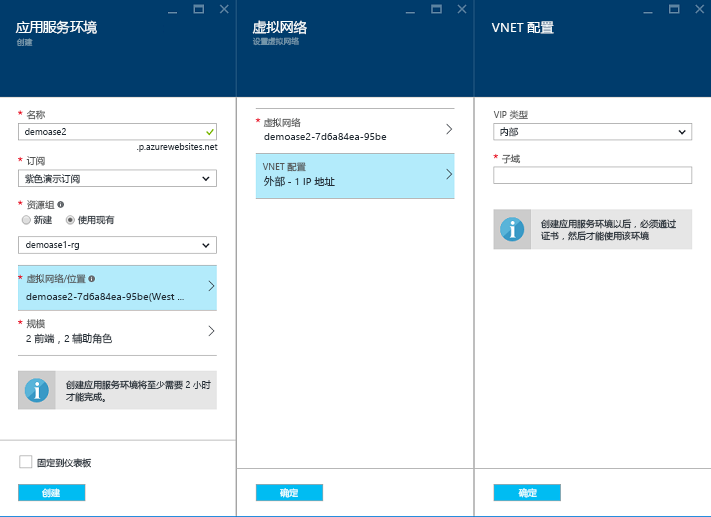 应用服务环境
创建
* 名称
demoase2
.p.azurewebsites.net
* 订阅
紫色演示订阅
* 资源组
新建 使用现有
demoase1-rg
* 虚拟网络/位置
demoase2-7d6a84ea-95be(West ...
* 规模
2 前端，2 辅助角色
创建应用服务环境将至少需要 2 小时
才能完成。
固定到仪表板
创建
虚拟网络
设置虚拟网络
* 虚拟网络
demoase2-7d6a84ea-95be
VNET 配置
外部 - 1 IP 地址
确定
VNET 配置
VIP 类型
内部
* 子域
创建应用服务环境以后，必须通过
证书，然后才能使用该环境
确定